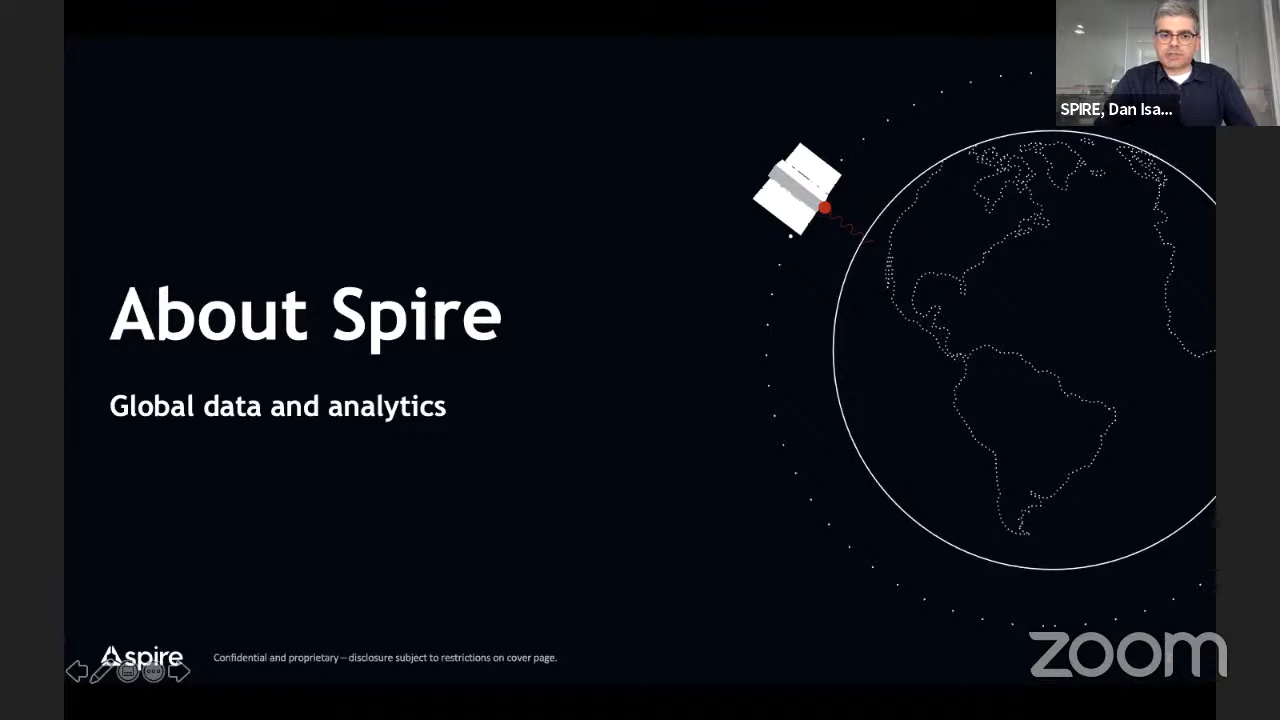 SPIRE, Dan Isa...
About Spire
Global data and analytics
spire
Confidential and proprietary – disclosure subject to restrictions on cover page.
zoom